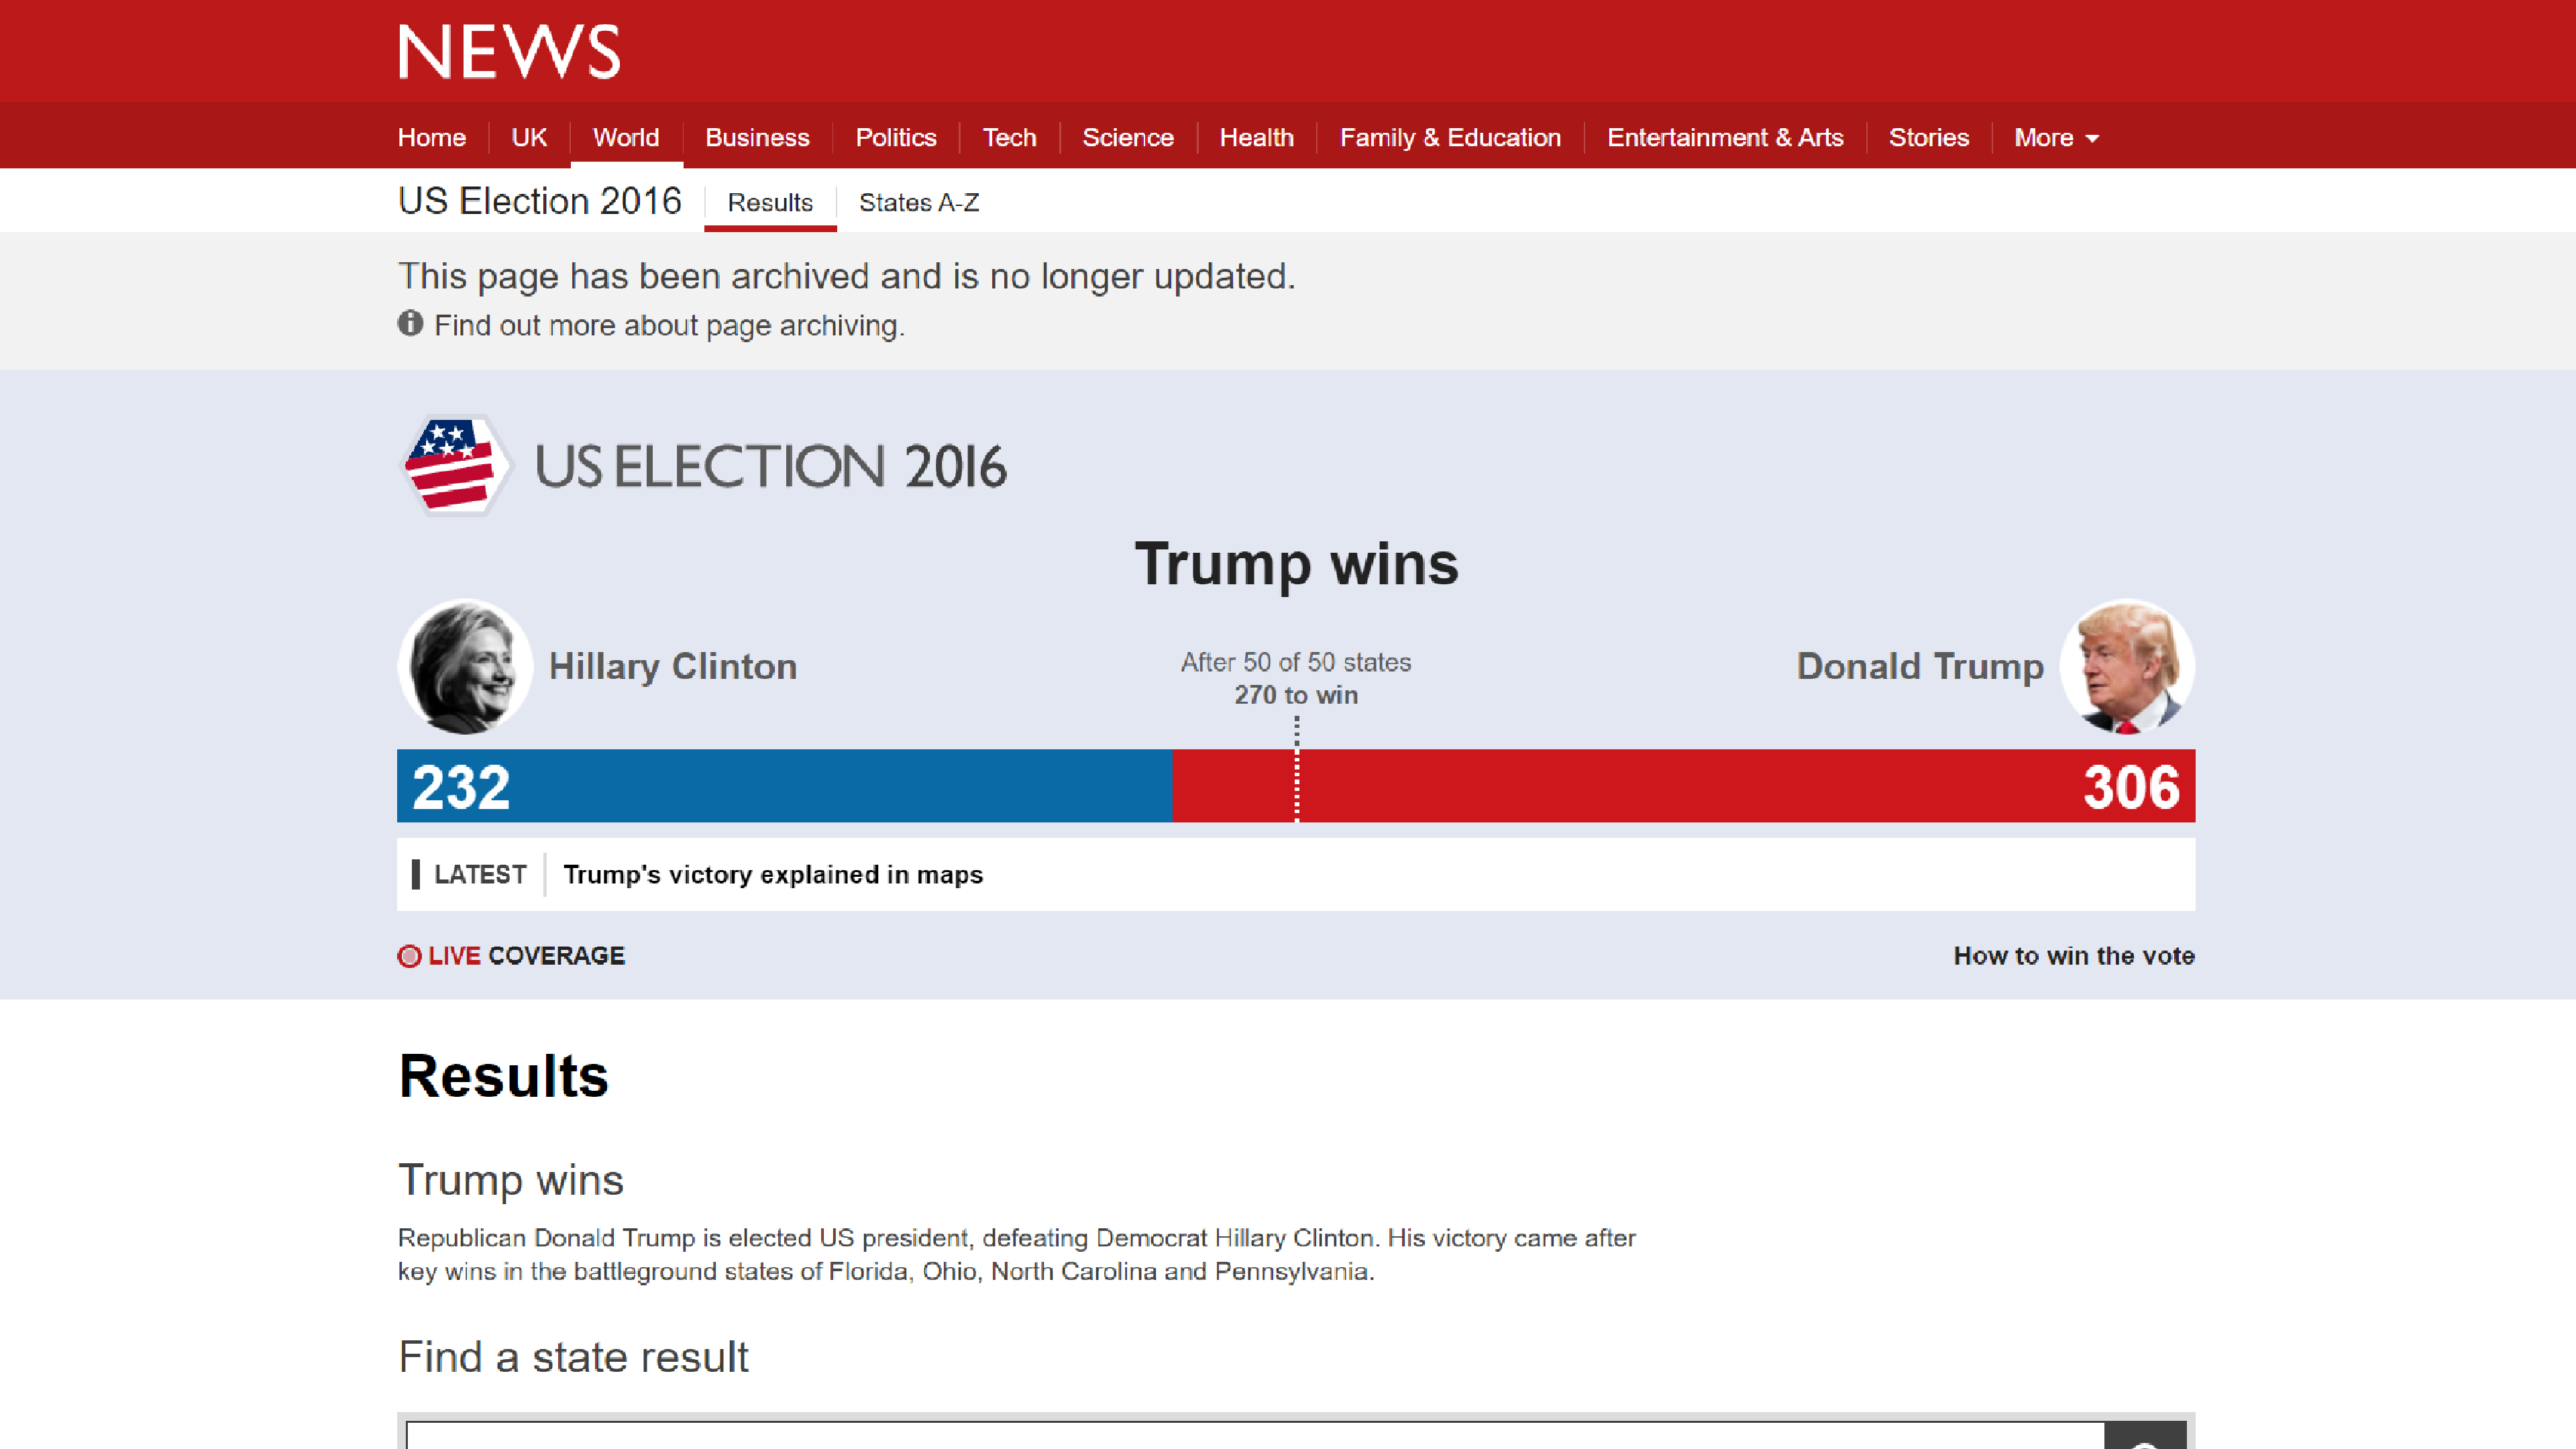 NEWS
Home UK World Business Politics Tech Science Health Family & Education Entertainment & Arts Stories More
US Election 2016 Results States A-Z
This page has been archived and is no longer updated.
Find out more about page archiving.
US ELECTION 2016
Trump wins
Hillary Clinton
After 50 of 50 states
270 to win
Donald Trump
232
306
LATEST Trump's victory explained in maps
LIVE COVERAGE
How to win the vote
Results
Trump wins
Republican Donald Trump is elected US president, defeating Democrat Hillary Clinton. His victory came after
key wins in the battleground states of Florida, Ohio, North Carolina and Pennsylvania.
Find a state result